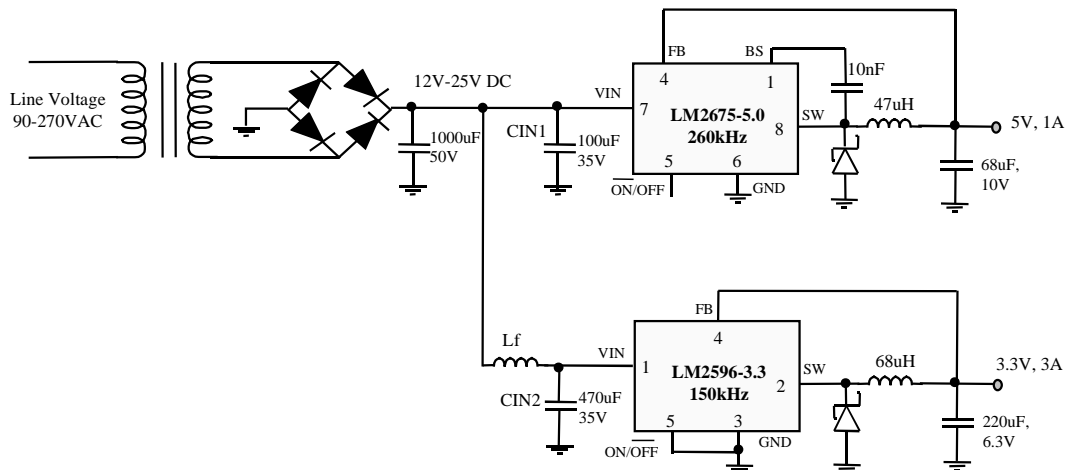 Line Voltage
90-270VAC
12V-25V DC
1000uF
50V
CIN1
100uF
35V
VIN
7
FB
4
BS
1
LM2675-5.0
260kHz
8
SW
5
6
ON/OFF
GND
10nF
47uH
5V, 1A
68uF,
10V
Lf
CIN2
470uF
35V
VIN
1
FB
4
LM2596-3.3
150kHz
2
SW
5
3
ON/OFF
GND
68uH
3.3V, 3A
220uF,
6.3V